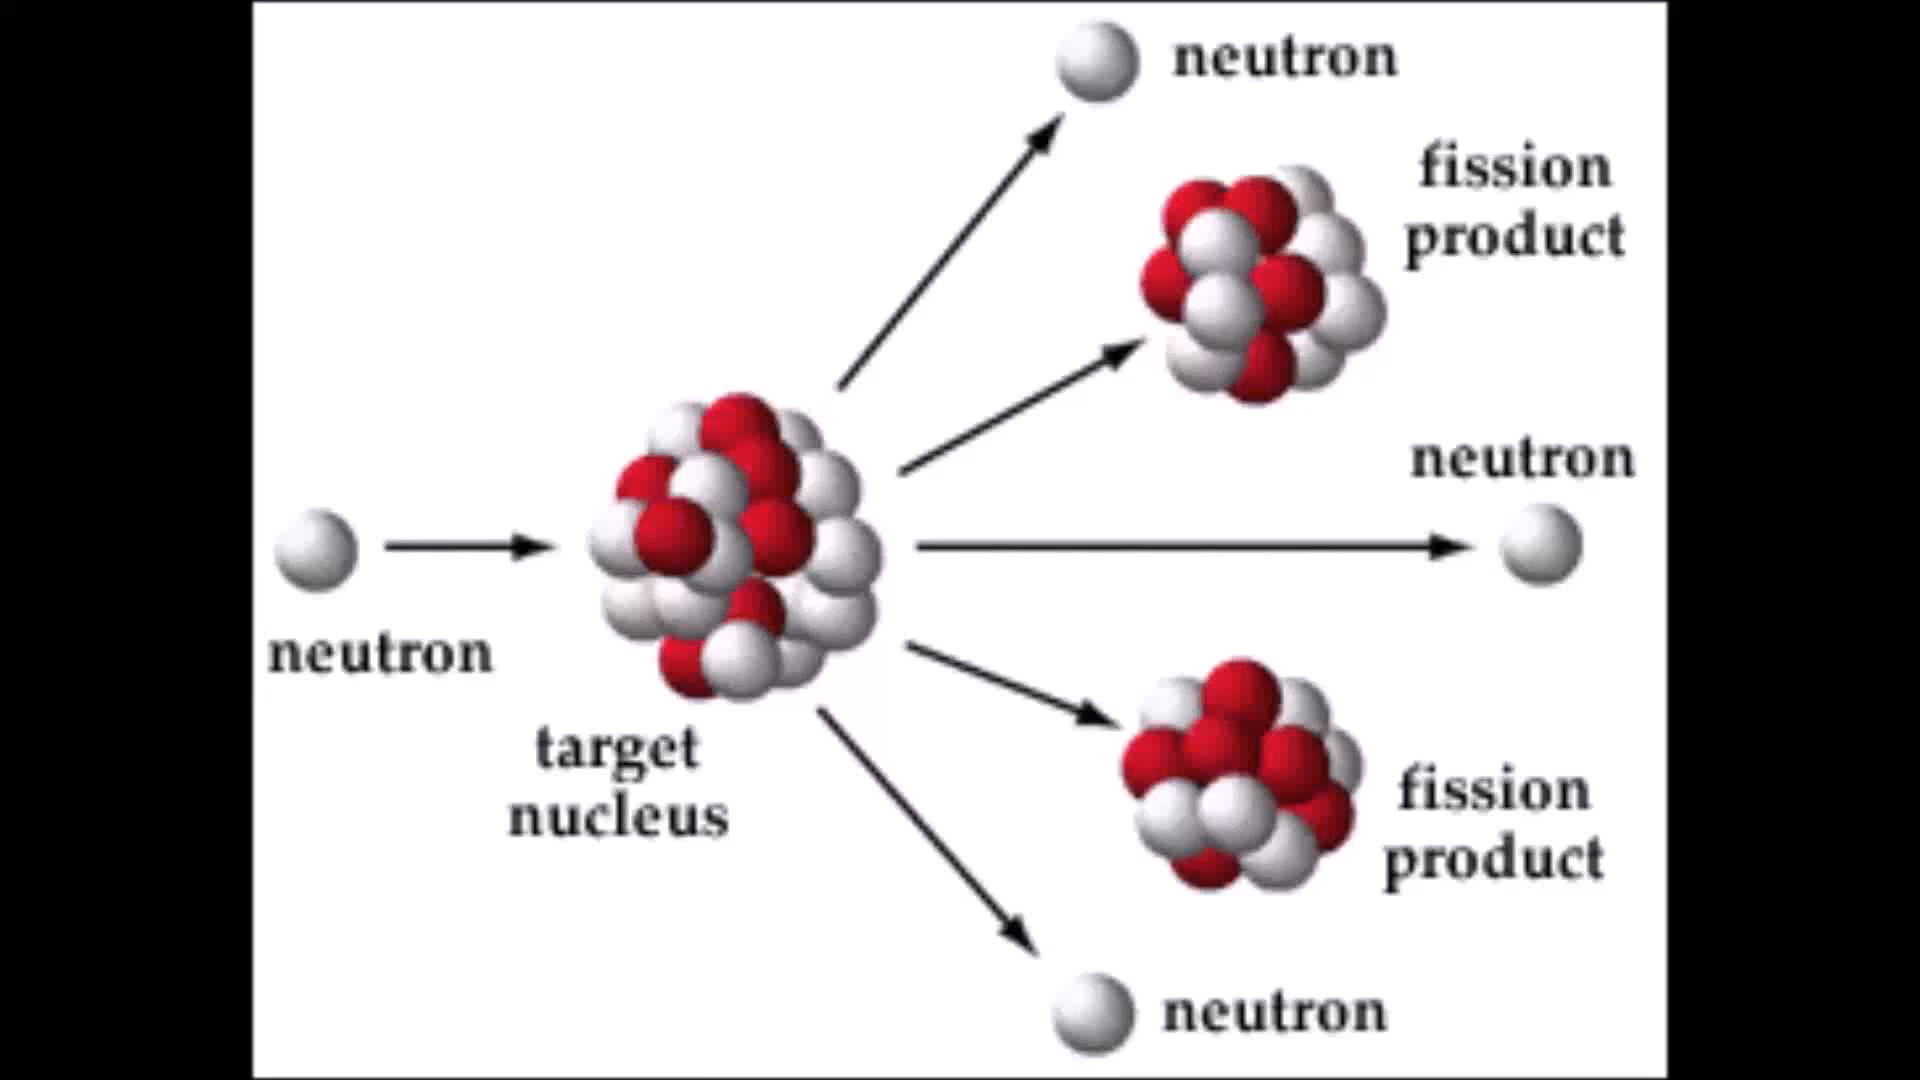 neutron
fission
product
neutron
neutron
target
nucleus
fission
product
neutron